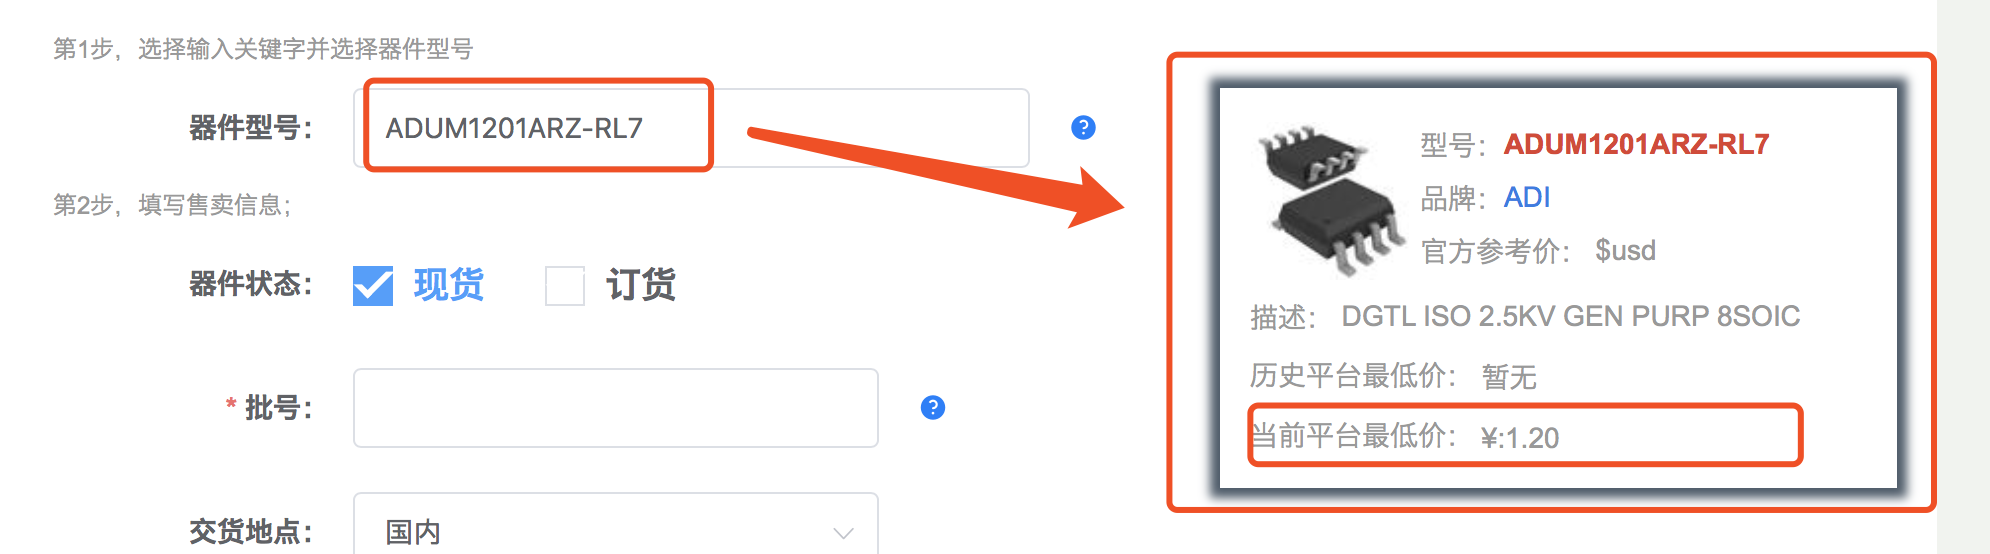 第1步，选择输入关键字并选择器件型号
器件型号：
ADUM1201ARZ-RL7
?
第2步，填写售卖信息；
器件状态：
现货
订货
* 批号：
?
交货地点：
国内
型号：ADUM1201ARZ-RL7
品牌：ADI
官方参考价： $usd
描述： DGTL ISO 2.5KV GEN PURP 8SOIC
历史平台最低价： 暂无
当前平台最低价： ¥:1.20